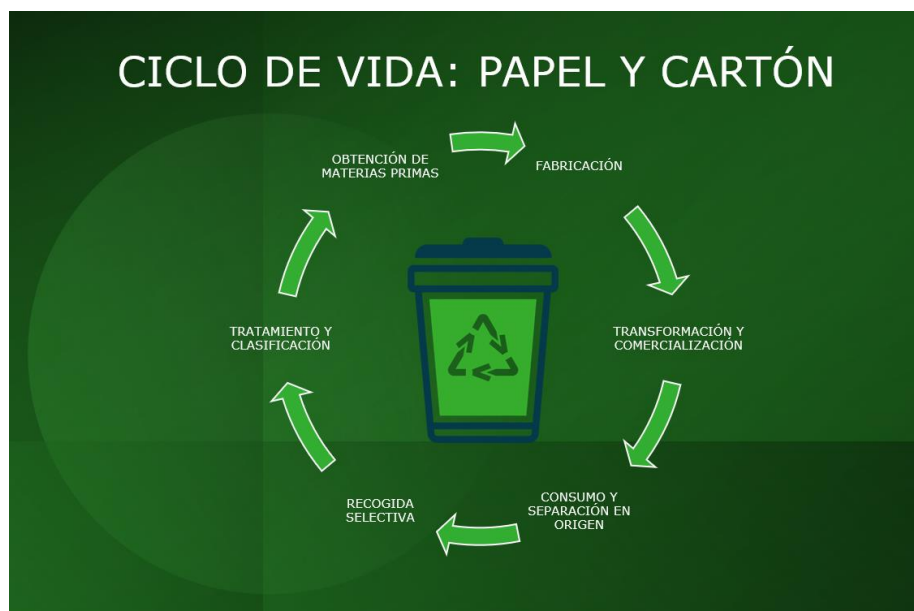 CICLO DE VIDA: PAPEL Y CARTÓN
OBTENCIÓN DE
MATERIAS PRIMAS
FABRICACIÓN
TRANSFORMACIÓN Y
COMERCIALIZACIÓN
CONSUMO Y
SEPARACIÓN EN
ORIGEN
RECOGIDA
SELECTIVA
TRATAMIENTO Y
CLASIFICACIÓN